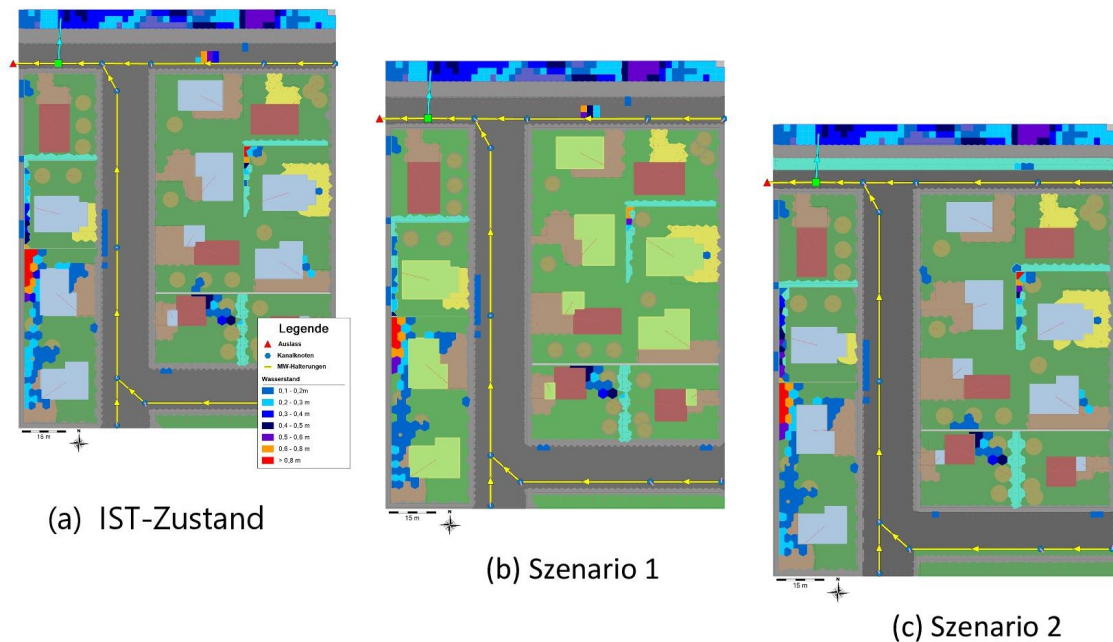 Legende
Auslass
Kanalknoten
MW-Halterungen
Wasserstand
0,1 - 0,2m
0,2 - 0,3 m
0,3 - 0,4 m
0,4 - 0,5 m
0,5 - 0,6 m
0,6 - 0,8 m
> 0,8 m
15 m
(a) IST-Zustand
15 m
(b) Szenario 1
15 m
(c) Szenario 2